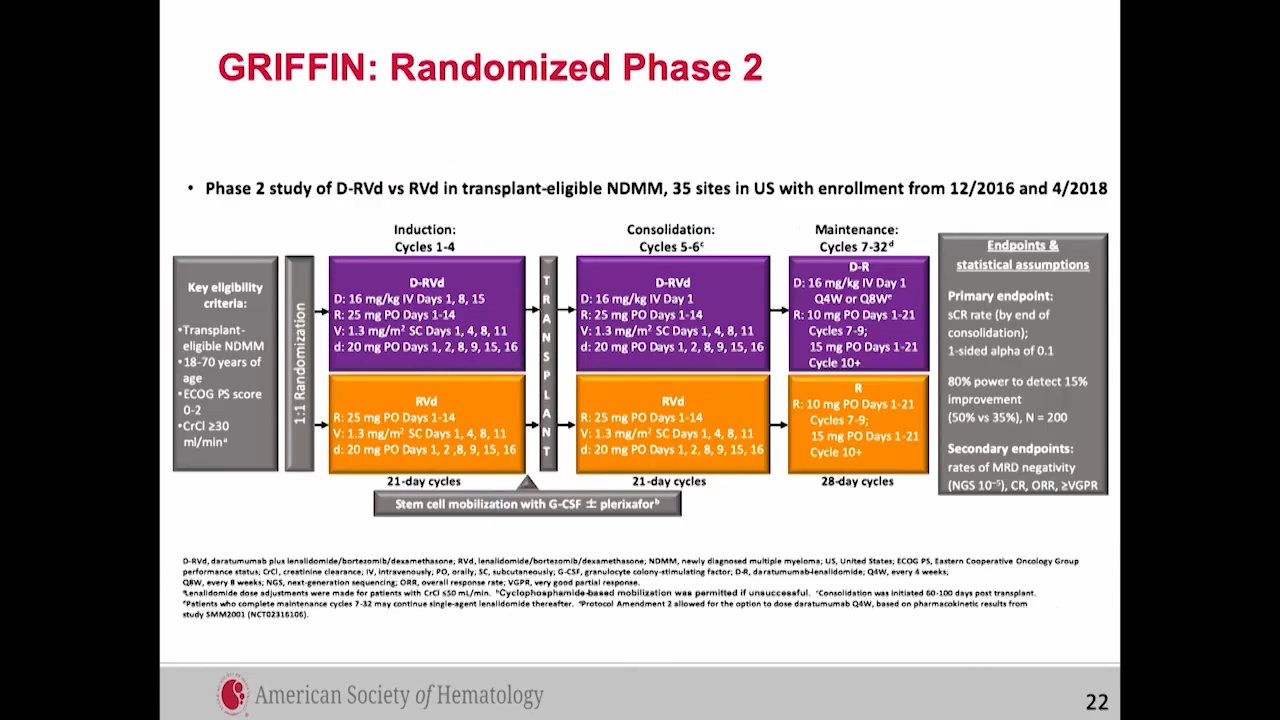 GRIFFIN: Randomized Phase 2
• Phase 2 study of D-RVd vs RVd in transplant-eligible NDMM, 35 sites in US with enrollment from 12/2016 and 4/2018
Key eligibility
criteria:
•Transplant-
eligible NDMM
•18-70 years of
age
•ECOG PS score
0-2
•CrCl ≥30
ml/minᵃ
1:1 Randomization
Induction:
Cycles 1-4
D-RVd
D: 16 mg/kg IV Days 1, 8, 15
R: 25 mg PO Days 1-14
V: 1.3 mg/m² SC Days 1, 4, 8, 11
d: 20 mg PO Days 1, 2, 8, 9, 15, 16
RVd
R: 25 mg PO Days 1-14
V: 1.3 mg/m² SC Days 1, 4, 8, 11
d: 20 mg PO Days 1, 2 ,8, 9, 15, 16
21-day cycles
TRANSPLANT
Stem cell mobilization with G-CSF ± plerixaforᵇ
Consolidation:
Cycles 5-6ᶜ
D-RVd
D: 16 mg/kg IV Day 1
R: 25 mg PO Days 1-14
V: 1.3 mg/m² SC Days 1, 4, 8, 11
d: 20 mg PO Days 1, 2, 8, 9, 15, 16
RVd
R: 25 mg PO Days 1-14
V: 1.3 mg/m² SC Days 1, 4, 8, 11
d: 20 mg PO Days 1, 2, 8, 9, 15, 16
21-day cycles
Maintenance:
Cycles 7-32ᵈ
D-R
D: 16 mg/kg IV Day 1
Q4W or Q8Wᵉ
R: 10 mg PO Days 1-21
Cycles 7-9;
15 mg PO Days 1-21
Cycle 10+
R
R: 10 mg PO Days 1-21
Cycles 7-9;
15 mg PO Days 1-21
Cycle 10+
28-day cycles
Endpoints &
statistical assumptions
Primary endpoint:
sCR rate (by end of
consolidation);
1-sided alpha of 0.1
80% power to detect 15%
improvement
(50% vs 35%), N = 200
Secondary endpoints:
rates of MRD negativity
(NGS 10⁻⁵), CR, ORR, ≥VGPR
D-RVd, daratumumab plus lenalidomide/bortezomib/dexamethasone; RVd, lenalidomide/bortezomib/dexamethasone; NDMM, newly diagnosed multiple myeloma; US, United States; ECOG PS, Eastern Cooperative Oncology Group
performance status; CrCl, creatinine clearance; IV, intravenously; PO, orally; SC, subcutaneously; G-CSF, granulocyte colony-stimulating factor; D-R, daratumumab-lenalidomide; Q4W, every 4 weeks;
Q8W, every 8 weeks; NGS, next-generation sequencing; ORR, overall response rate; VGPR, very good partial response.
ᵃLenalidomide dose adjustments were made for patients with CrCl ≤50 mL/min. ᵇCyclophosphamide-based mobilization was permitted if unsuccessful. ᶜConsolidation was initiated 60-100 days post transplant.
ᵈPatients who complete maintenance cycles 7-32 may continue single-agent lenalidomide thereafter. ᵉProtocol Amendment 2 allowed for the option to dose daratumumab Q4W, based on pharmacokinetic results from
study SMM2001 (NCT02316106).
American Society of Hematology
22